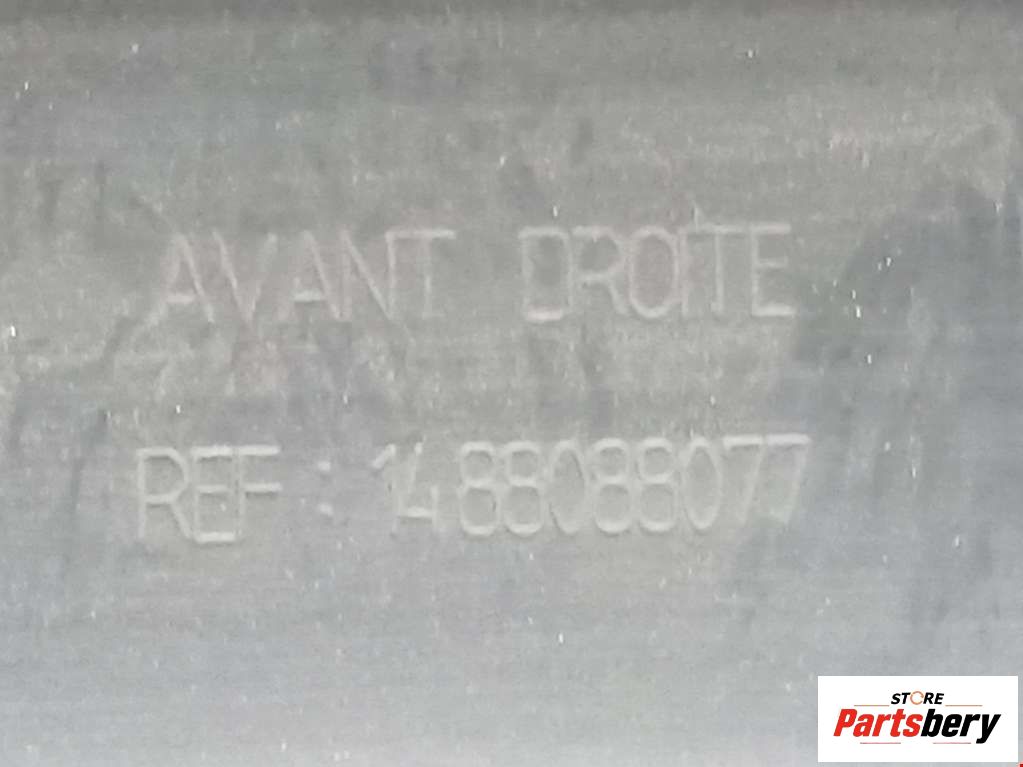 AVANT DROITE
REF : 1488088077
STORE
Partsbery